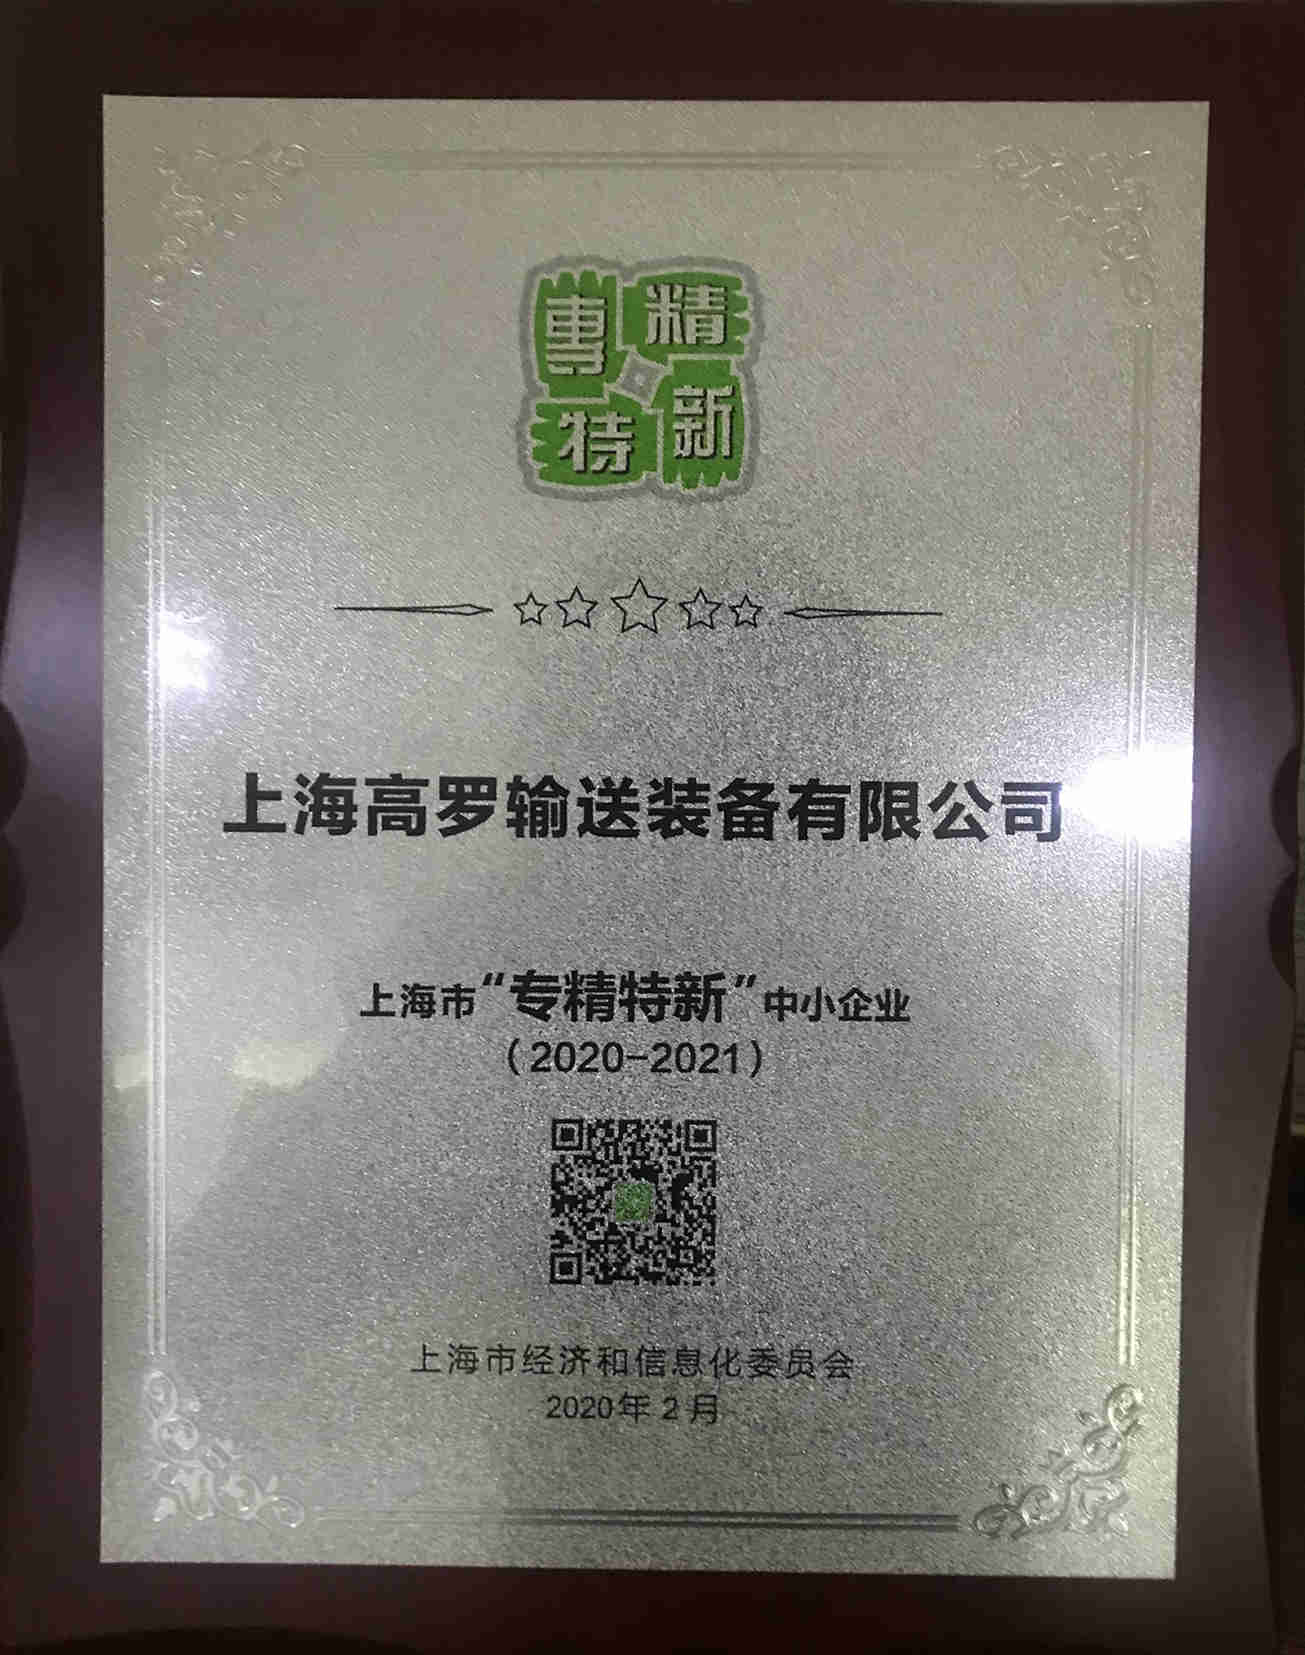 專 精
特 新
上海高罗输送装备有限公司
上海市“专精特新”中小企业
（2020-2021）
上海市经济和信息化委员会
2020年2月